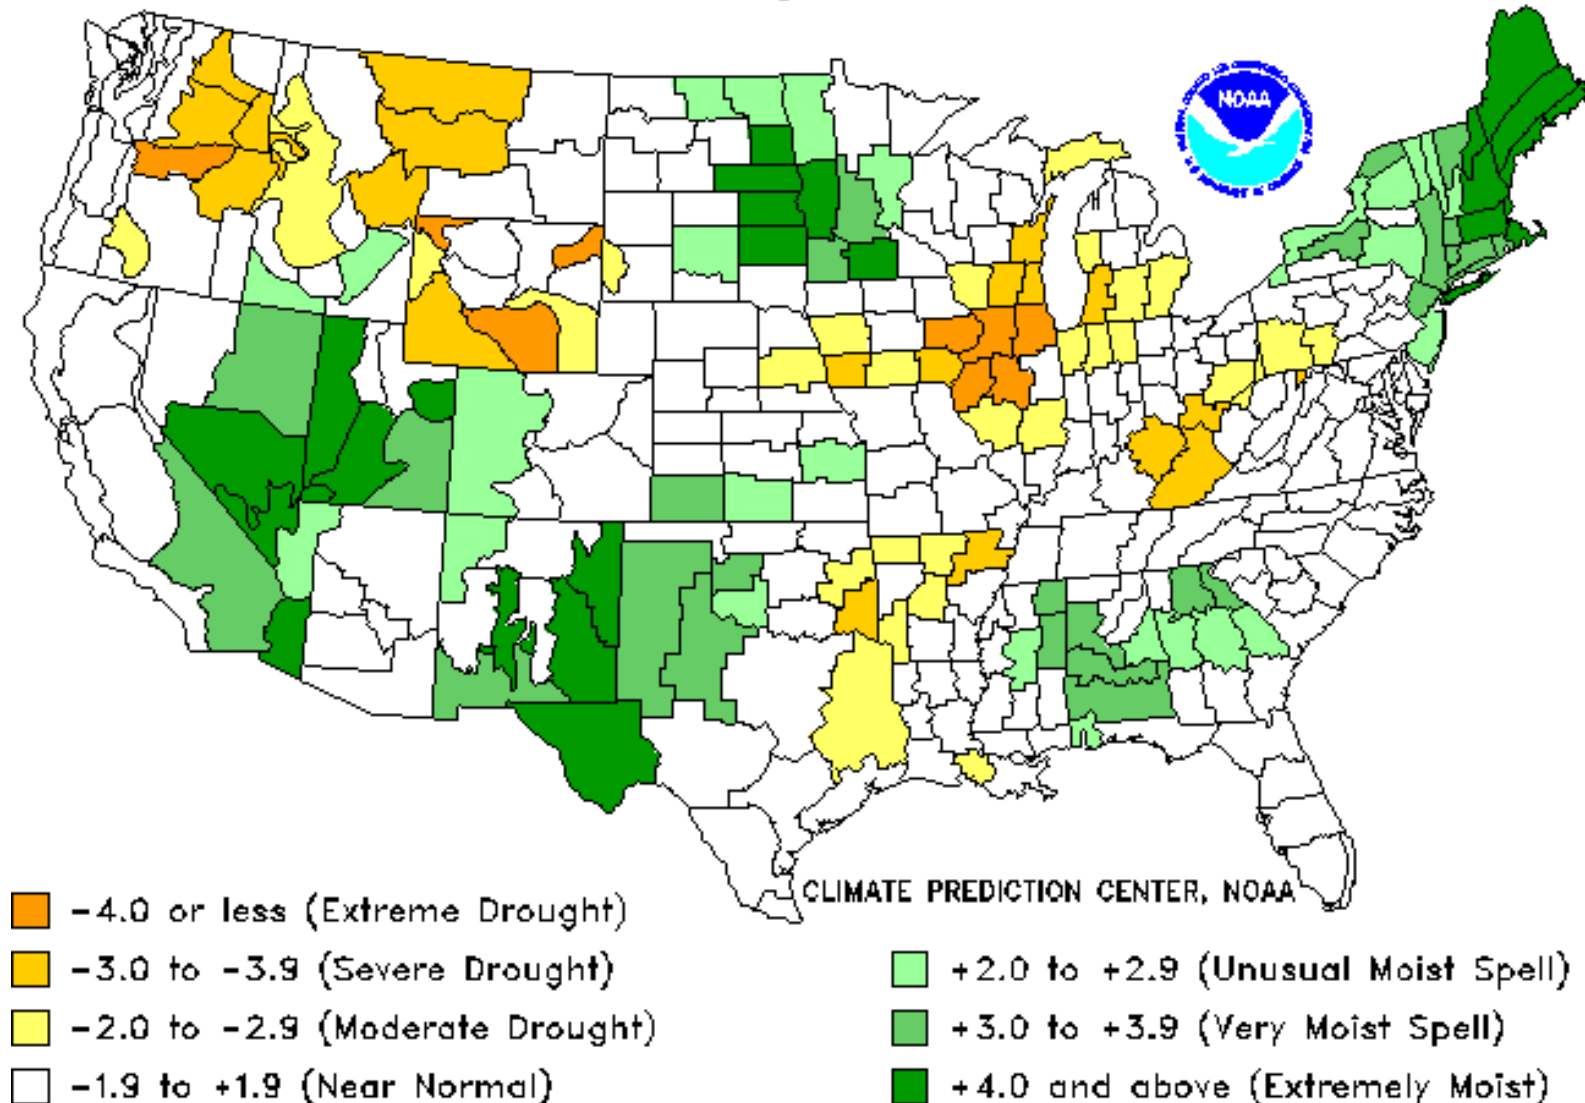 NOAA
CLIMATE PREDICTION CENTER, NOAA
-4.0 or less (Extreme Drought)
-3.0 to -3.9 (Severe Drought)
-2.0 to -2.9 (Moderate Drought)
-1.9 to +1.9 (Near Normal)
+2.0 to +2.9 (Unusual Moist Spell)
+3.0 to +3.9 (Very Moist Spell)
+4.0 and above (Extremely Moist)